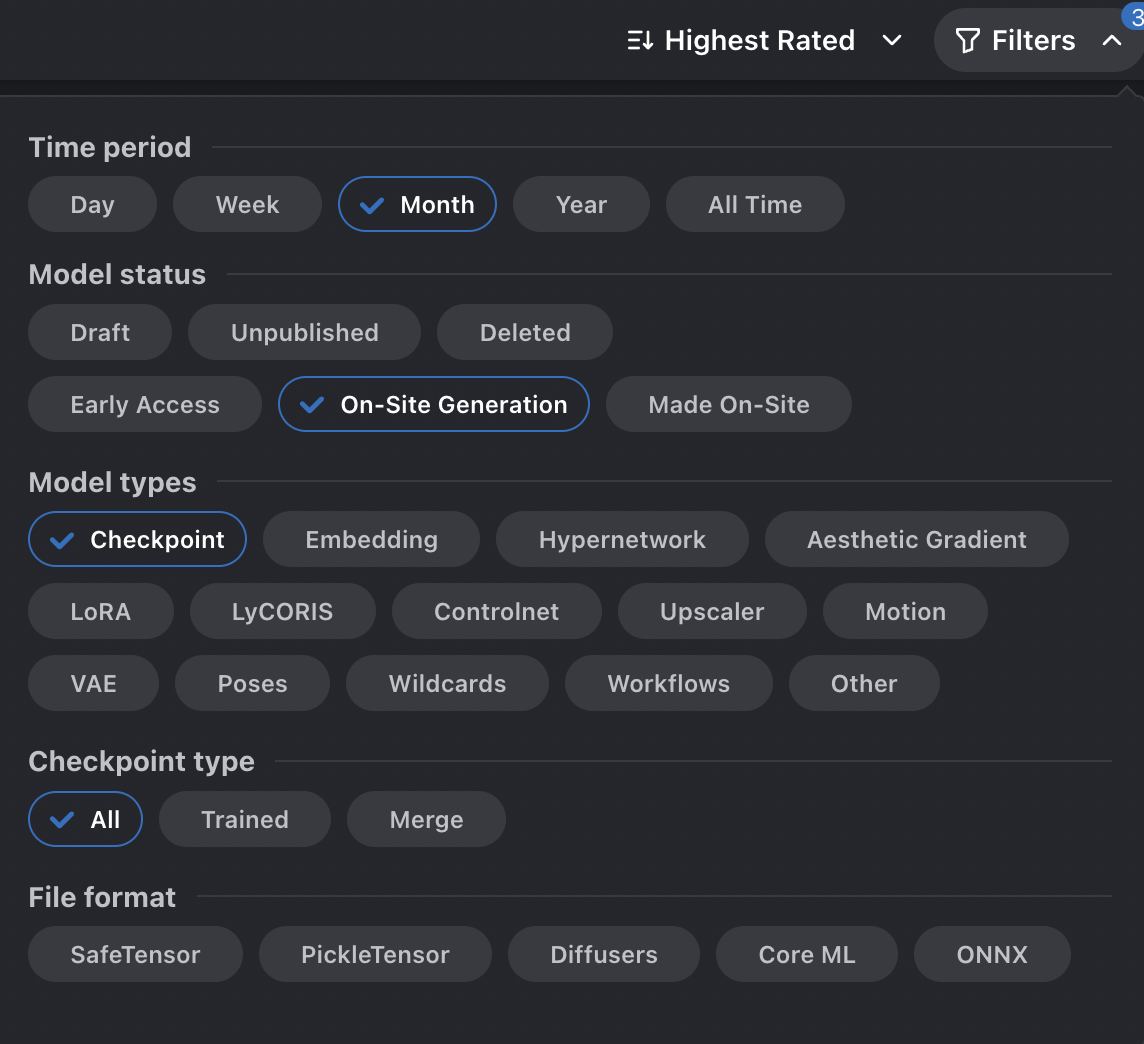 Highest Rated Filters 3
Time period
Day Week Month Year All Time
Model status
Draft Unpublished Deleted
Early Access On-Site Generation Made On-Site
Model types
Checkpoint Embedding Hypernetwork Aesthetic Gradient
LoRA LyCORIS Controlnet Upscaler Motion
VAE Poses Wildcards Workflows Other
Checkpoint type
All Trained Merge
File format
SafeTensor PickleTensor Diffusers Core ML ONNX